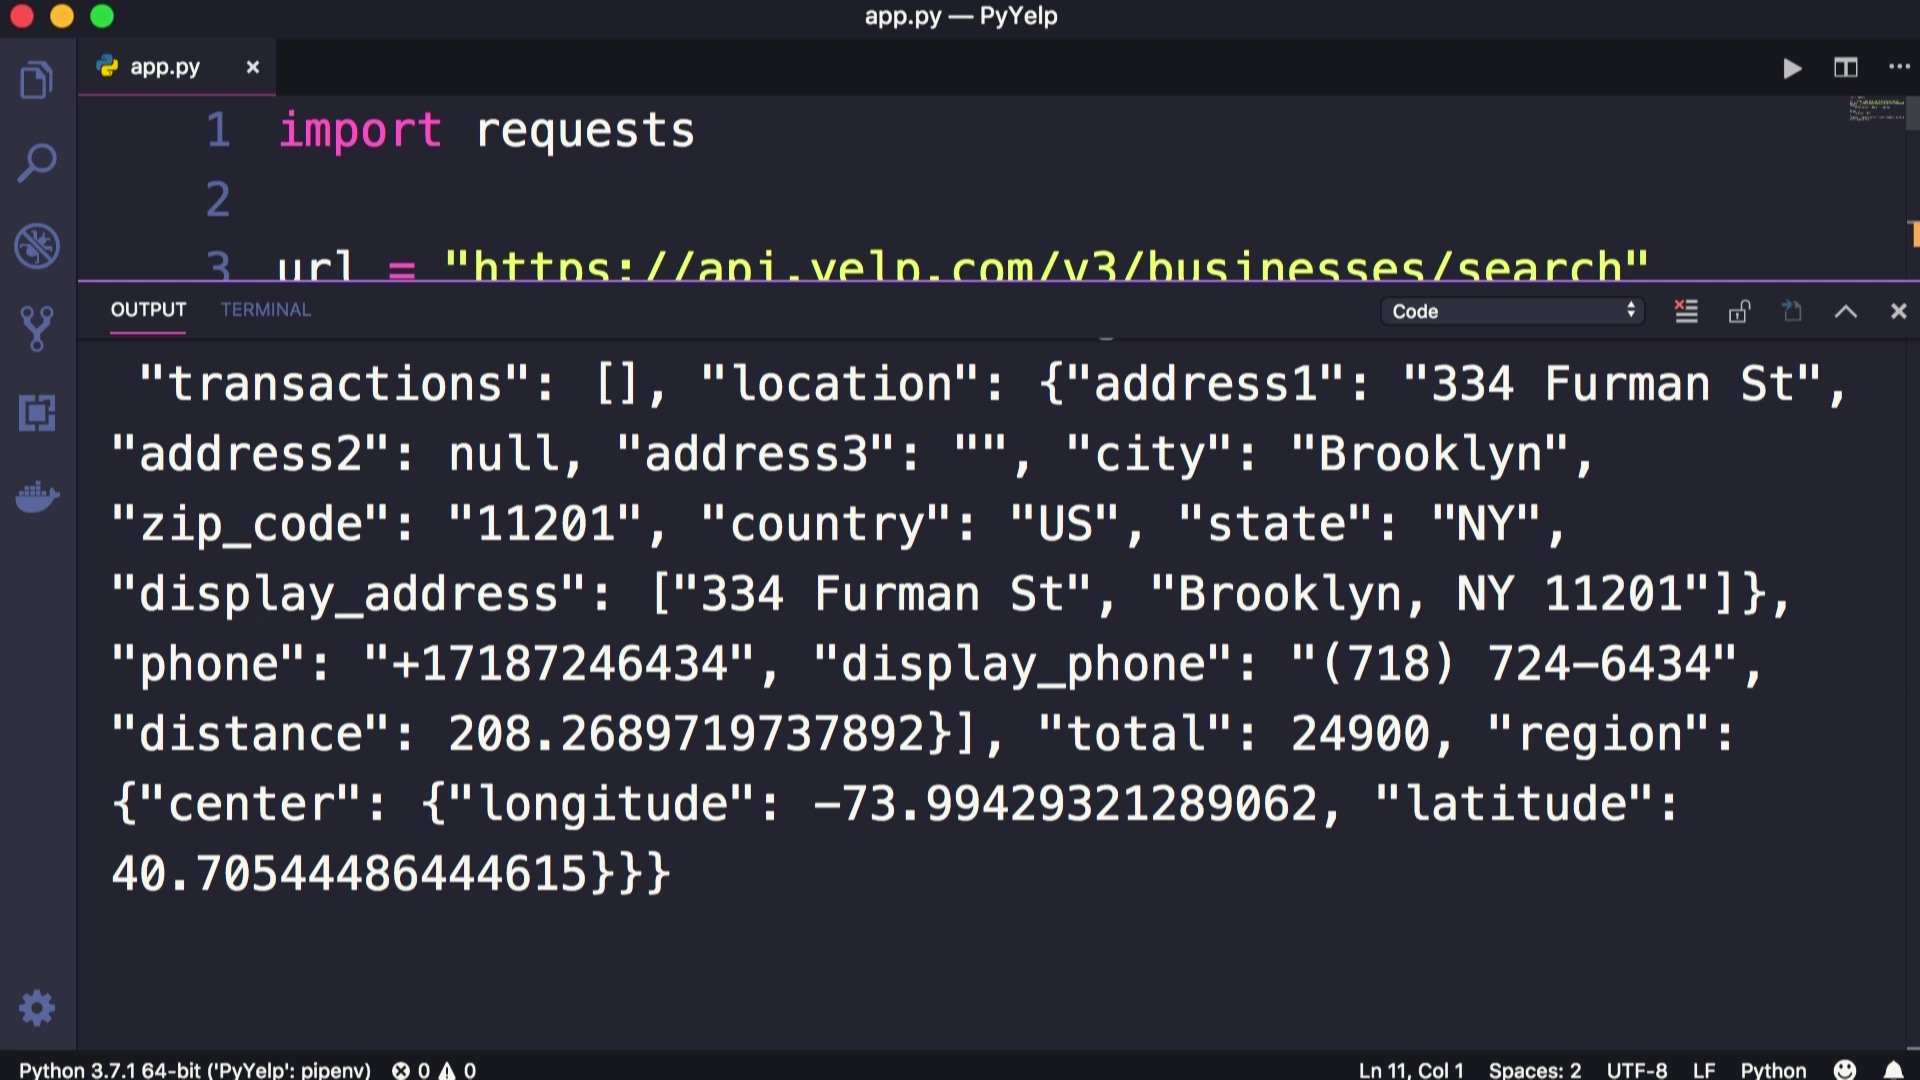 app.py — PyYelp
app.py
1 import requests
2
3 url = "https://api.yelp.com/v3/businesses/search"
OUTPUT TERMINAL Code
"transactions": [], "location": {"address1": "334 Furman St",
"address2": null, "address3": "", "city": "Brooklyn",
"zip_code": "11201", "country": "US", "state": "NY",
"display_address": ["334 Furman St", "Brooklyn, NY 11201"]},
"phone": "+17187246434", "display_phone": "(718) 724-6434",
"distance": 208.2689719737892}], "total": 24900, "region":
{"center": {"longitude": -73.99429321289062, "latitude":
40.70544486444615}}}
Python 3.7.1 64-bit ('PyYelp': pipenv) 0 0 Ln 11, Col 1 Spaces: 2 UTF-8 LF Python